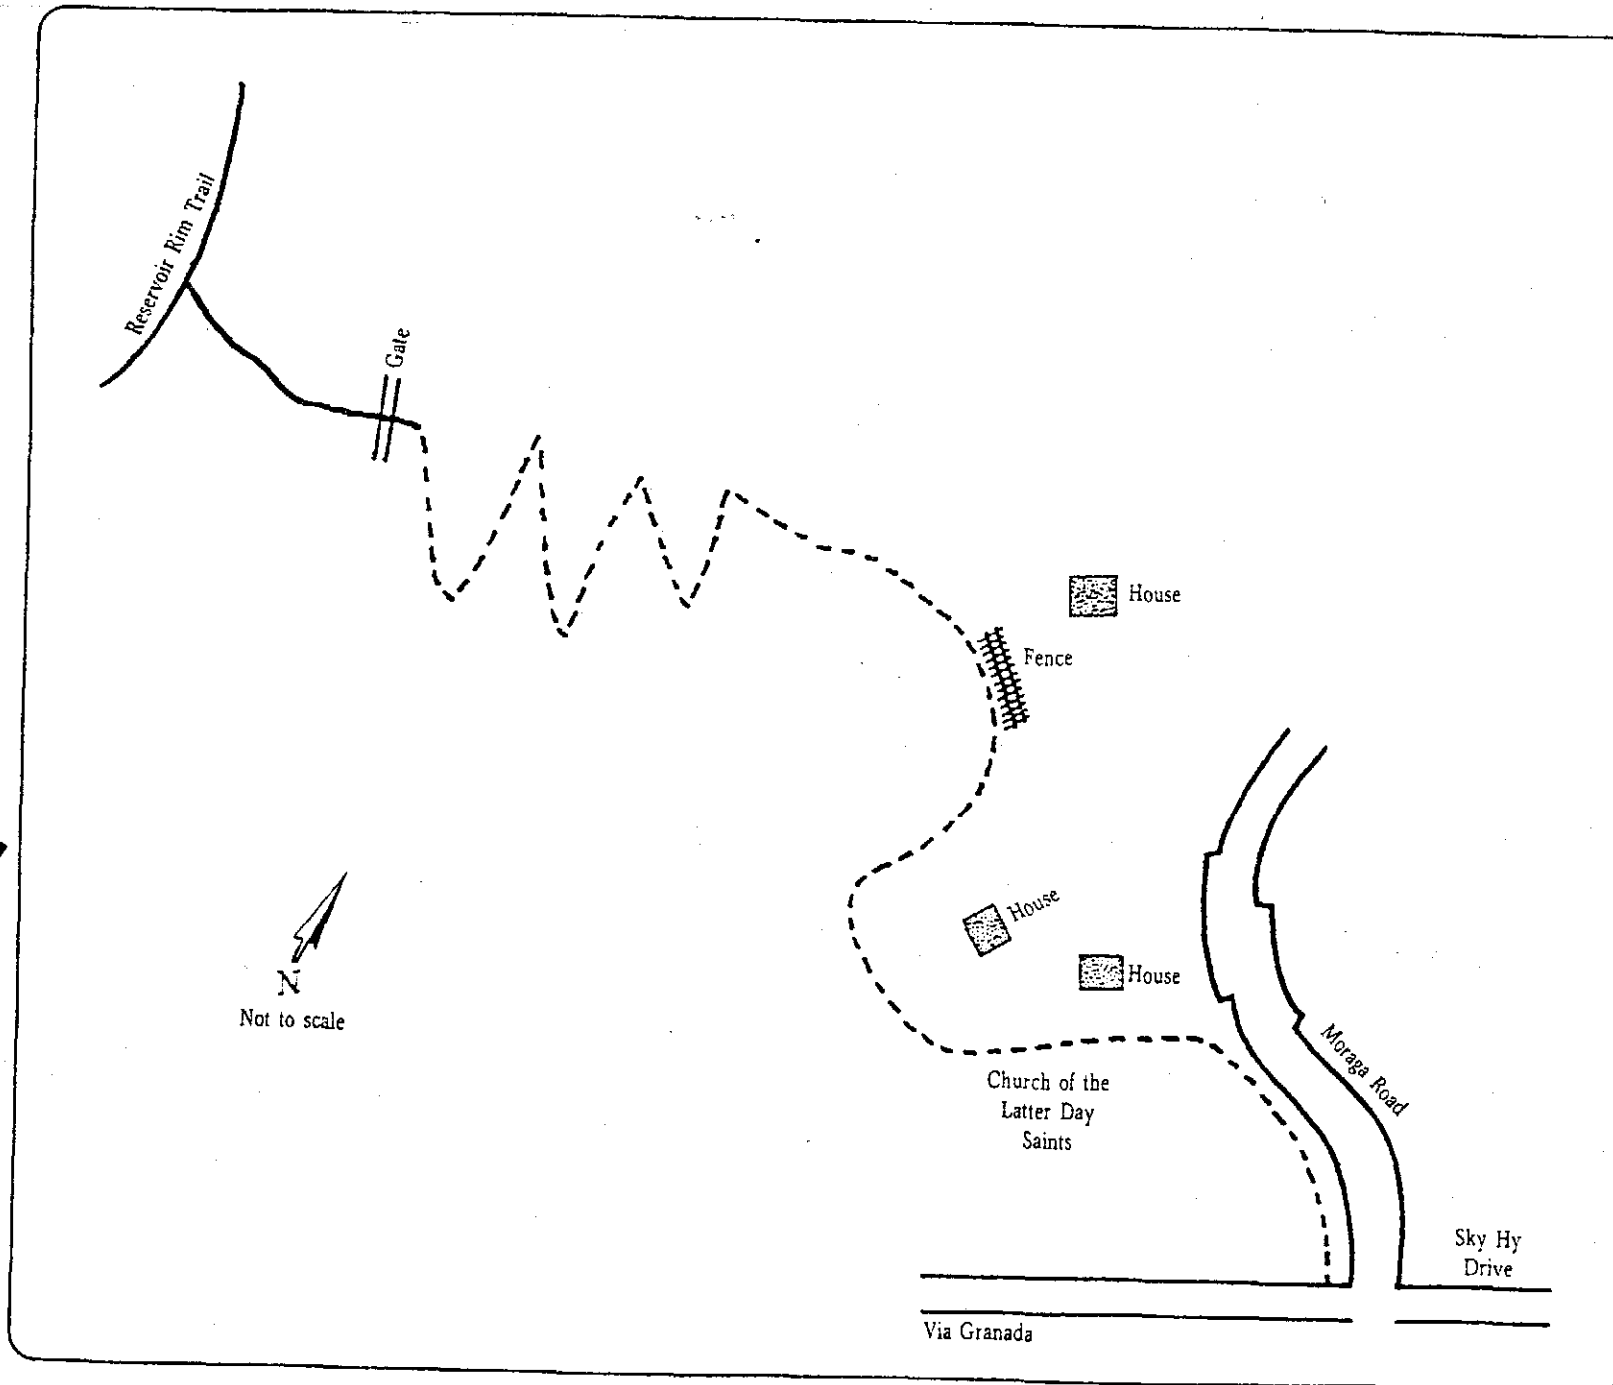 Reservoir Rim Trail
Gate
House
Fence
House
House
N
Not to scale
Moraga Road
Church of the
Latter Day
Saints
Sky Hy
Drive
Via Granada